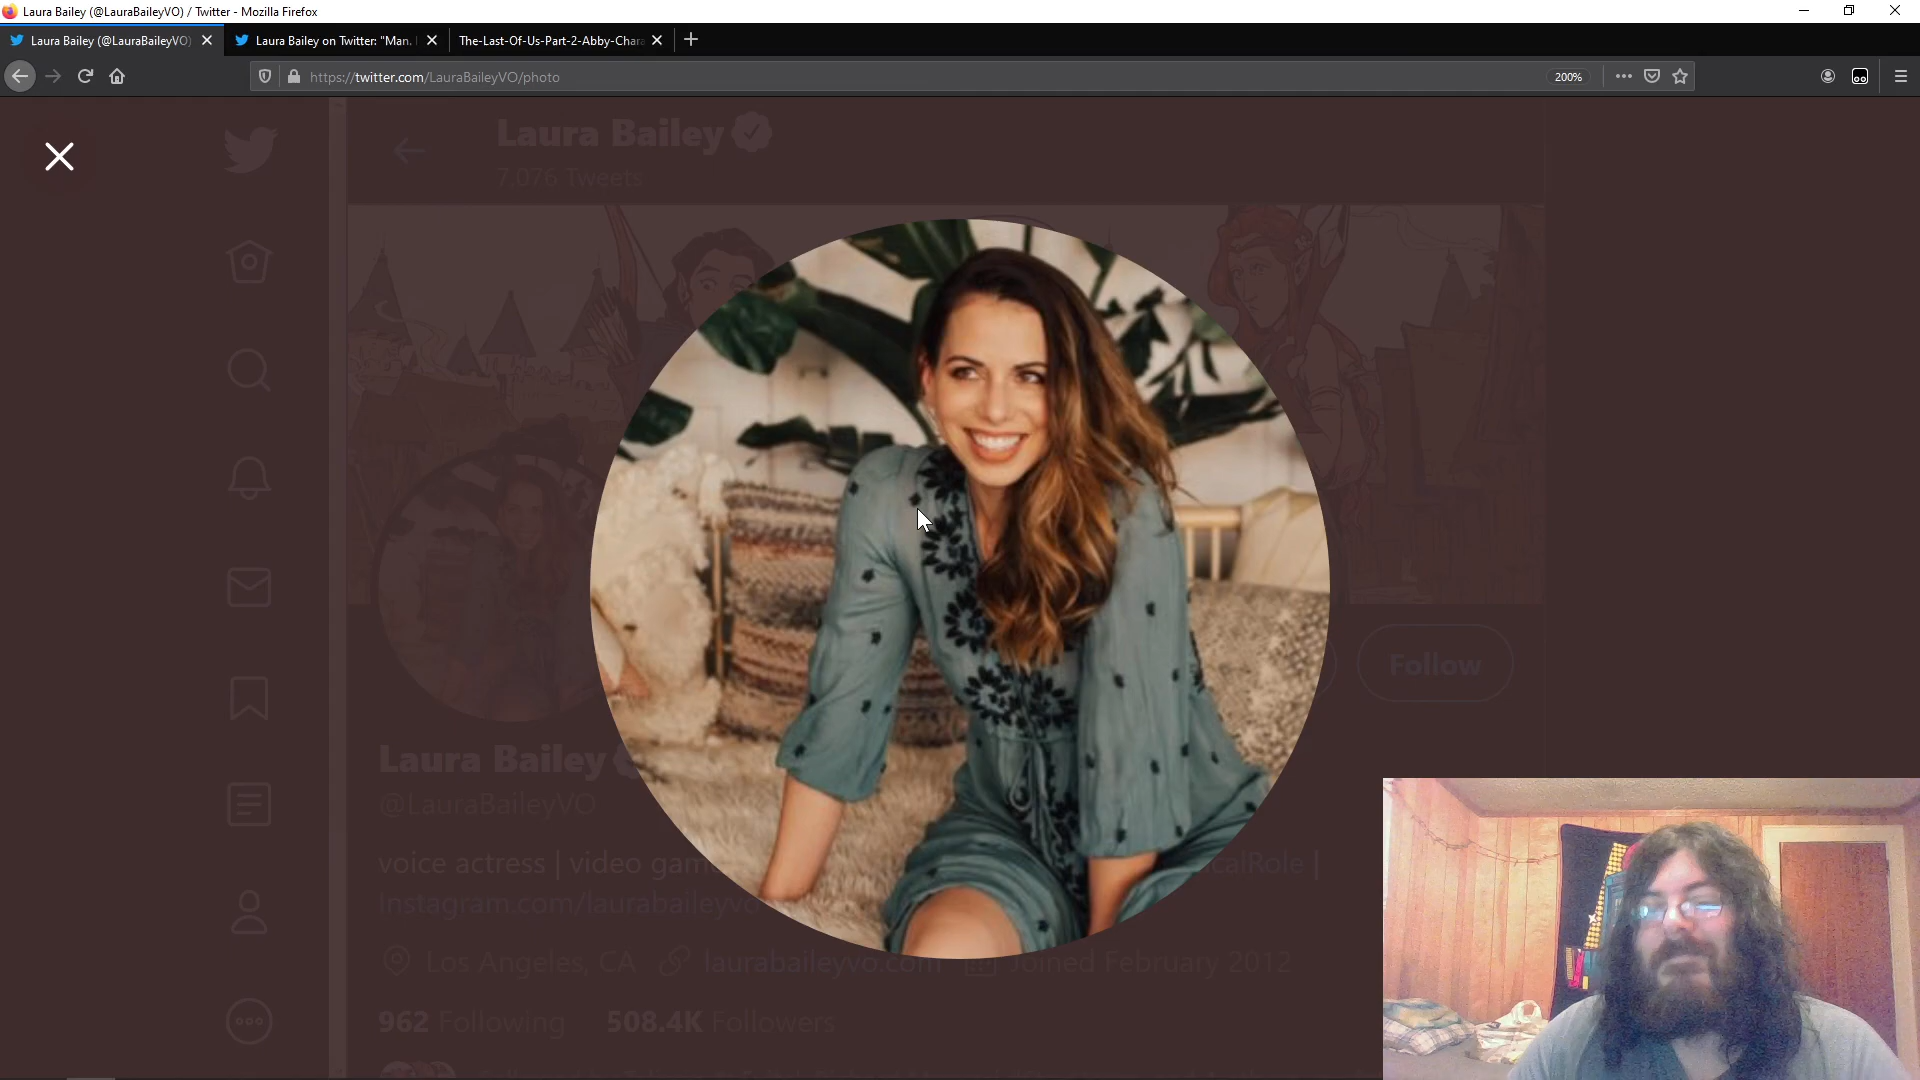 Laura Bailey (@LauraBaileyVO) / Twitter - Mozilla Firefox
Laura Bailey (@LauraBaileyVO)
Laura Bailey on Twitter: "Man.
The-Last-Of-Us-Part-2-Abby-Chara
https://twitter.com/LauraBaileyVO/photo
200%
Laura Bailey
7,076 Tweets
Follow
Laura Bailey
@LauraBaileyVO
voice actress | video gam
calRole |
Instagram.com/laurabaileyvo
Los Angeles, CA
laurabaileyvo.com
Joined February 2012
962 Following
508.4K Followers